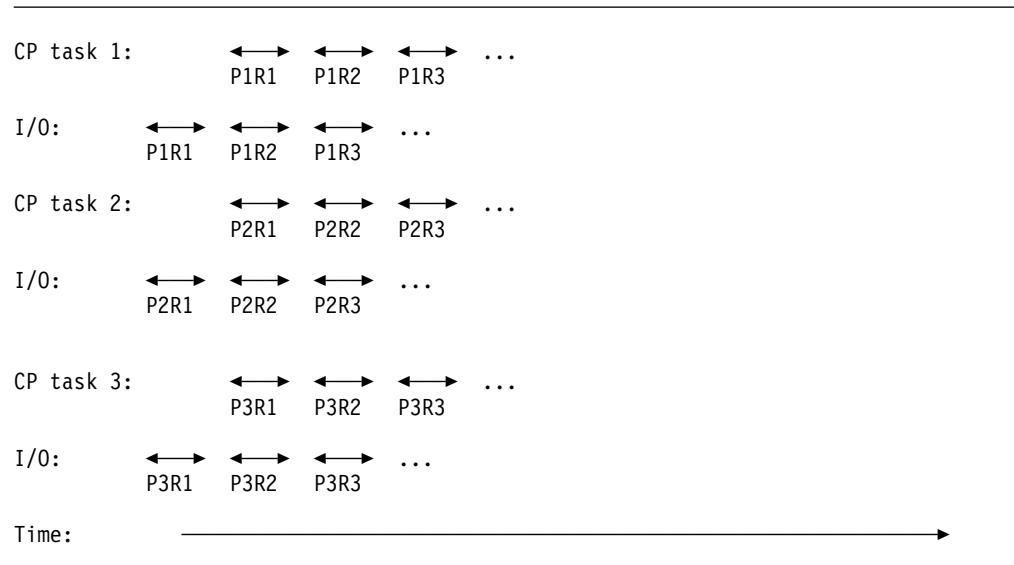 CP task 1: ...
P1R1 P1R2 P1R3
I/O: ...
P1R1 P1R2 P1R3
CP task 2: ...
P2R1 P2R2 P2R3
I/O: ...
P2R1 P2R2 P2R3
CP task 3: ...
P3R1 P3R2 P3R3
I/O: ...
P3R1 P3R2 P3R3
Time: